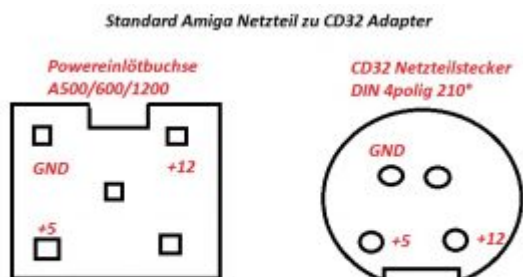 Standard Amiga Netzteil zu CD32 Adapter
Powereinlötbuchse
A500/600/1200
GND
+12
+5
CD32 Netzteilstecker
DIN 4polig 210°
GND
+5
+12